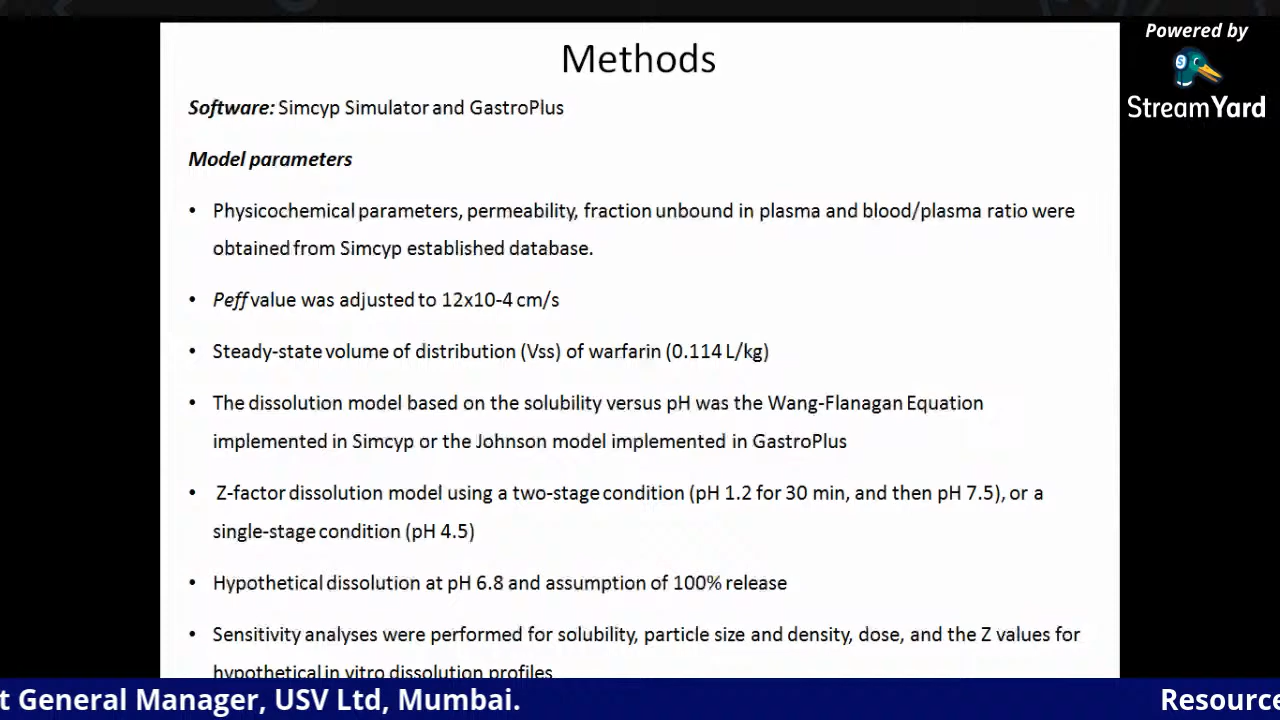 Powered by
StreamYard
Methods
Software: Simcyp Simulator and GastroPlus
Model parameters
• Physicochemical parameters, permeability, fraction unbound in plasma and blood/plasma ratio were
obtained from Simcyp established database.
• Peff value was adjusted to 12x10-4 cm/s
• Steady-state volume of distribution (Vss) of warfarin (0.114 L/kg)
• The dissolution model based on the solubility versus pH was the Wang-Flanagan Equation
implemented in Simcyp or the Johnson model implemented in GastroPlus
• Z-factor dissolution model using a two-stage condition (pH 1.2 for 30 min, and then pH 7.5), or a
single-stage condition (pH 4.5)
• Hypothetical dissolution at pH 6.8 and assumption of 100% release
• Sensitivity analyses were performed for solubility, particle size and density, dose, and the Z values for
hypothetical in vitro dissolution profiles
t General Manager, USV Ltd, Mumbai.
Resource